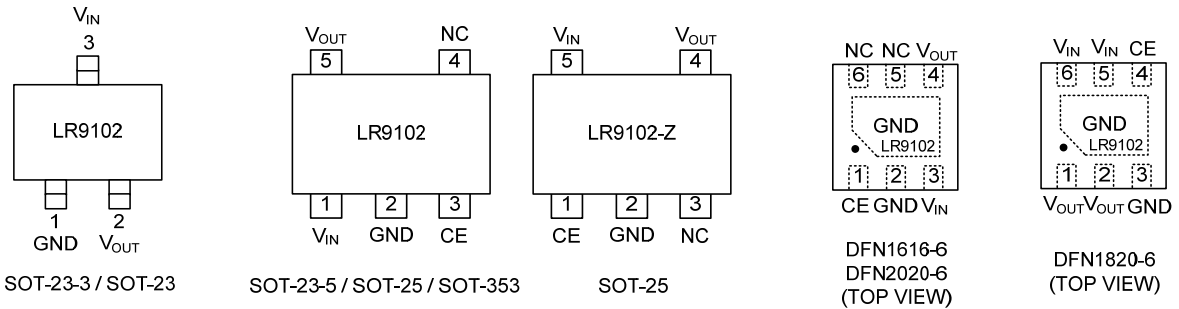 VIN
3
LR9102
1
2
GND
VOUT
SOT-23-3 / SOT-23
VOUT
NC
5
4
LR9102
1
2
3
VIN
GND
CE
SOT-23-5 / SOT-25 / SOT-353
VIN
VOUT
5
4
LR9102-Z
1
2
3
CE
GND
NC
SOT-25
NC NC VOUT
6 5 4
GND
LR9102
1 2 3
CE GND VIN
DFN1616-6
DFN2020-6
(TOP VIEW)
VIN VIN CE
6 5 4
GND
LR9102
1 2 3
VOUT VOUT GND
DFN1820-6
(TOP VIEW)